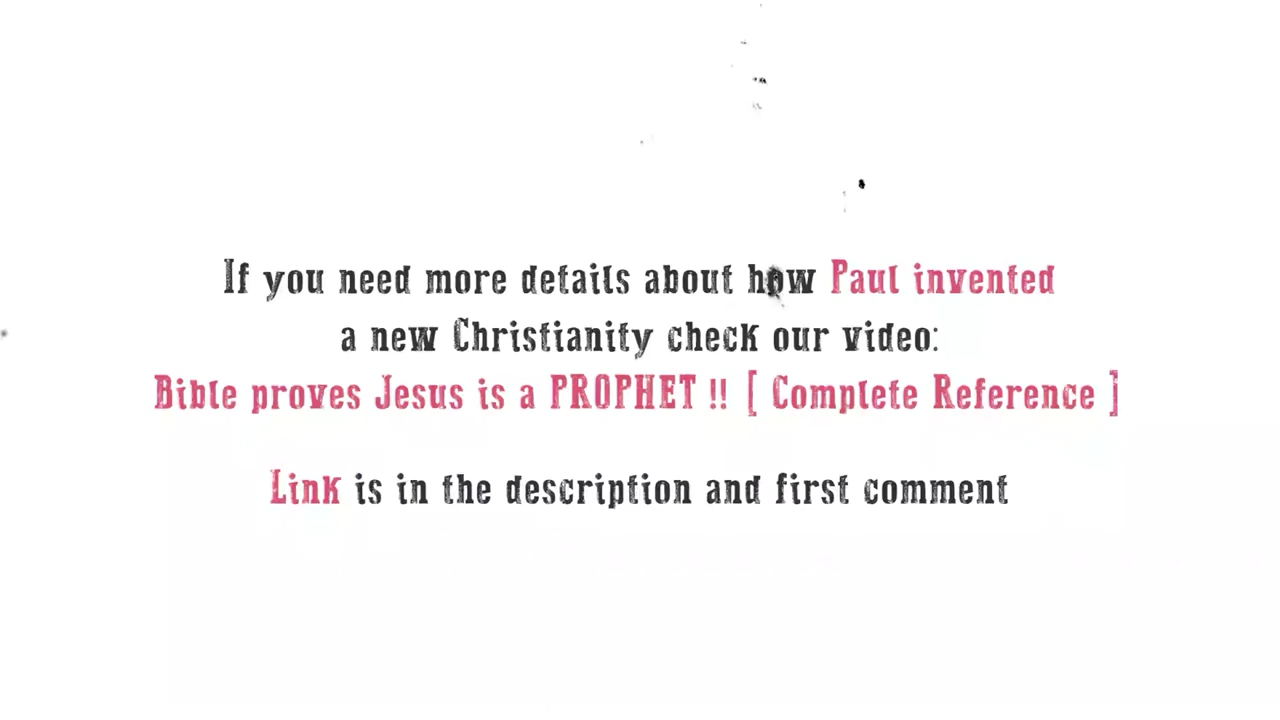 If you need more details about how Paul invented
a new Christianity check our video:
Bible proves Jesus is a PROPHET !! [ Complete Reference ]
Link is in the description and first comment